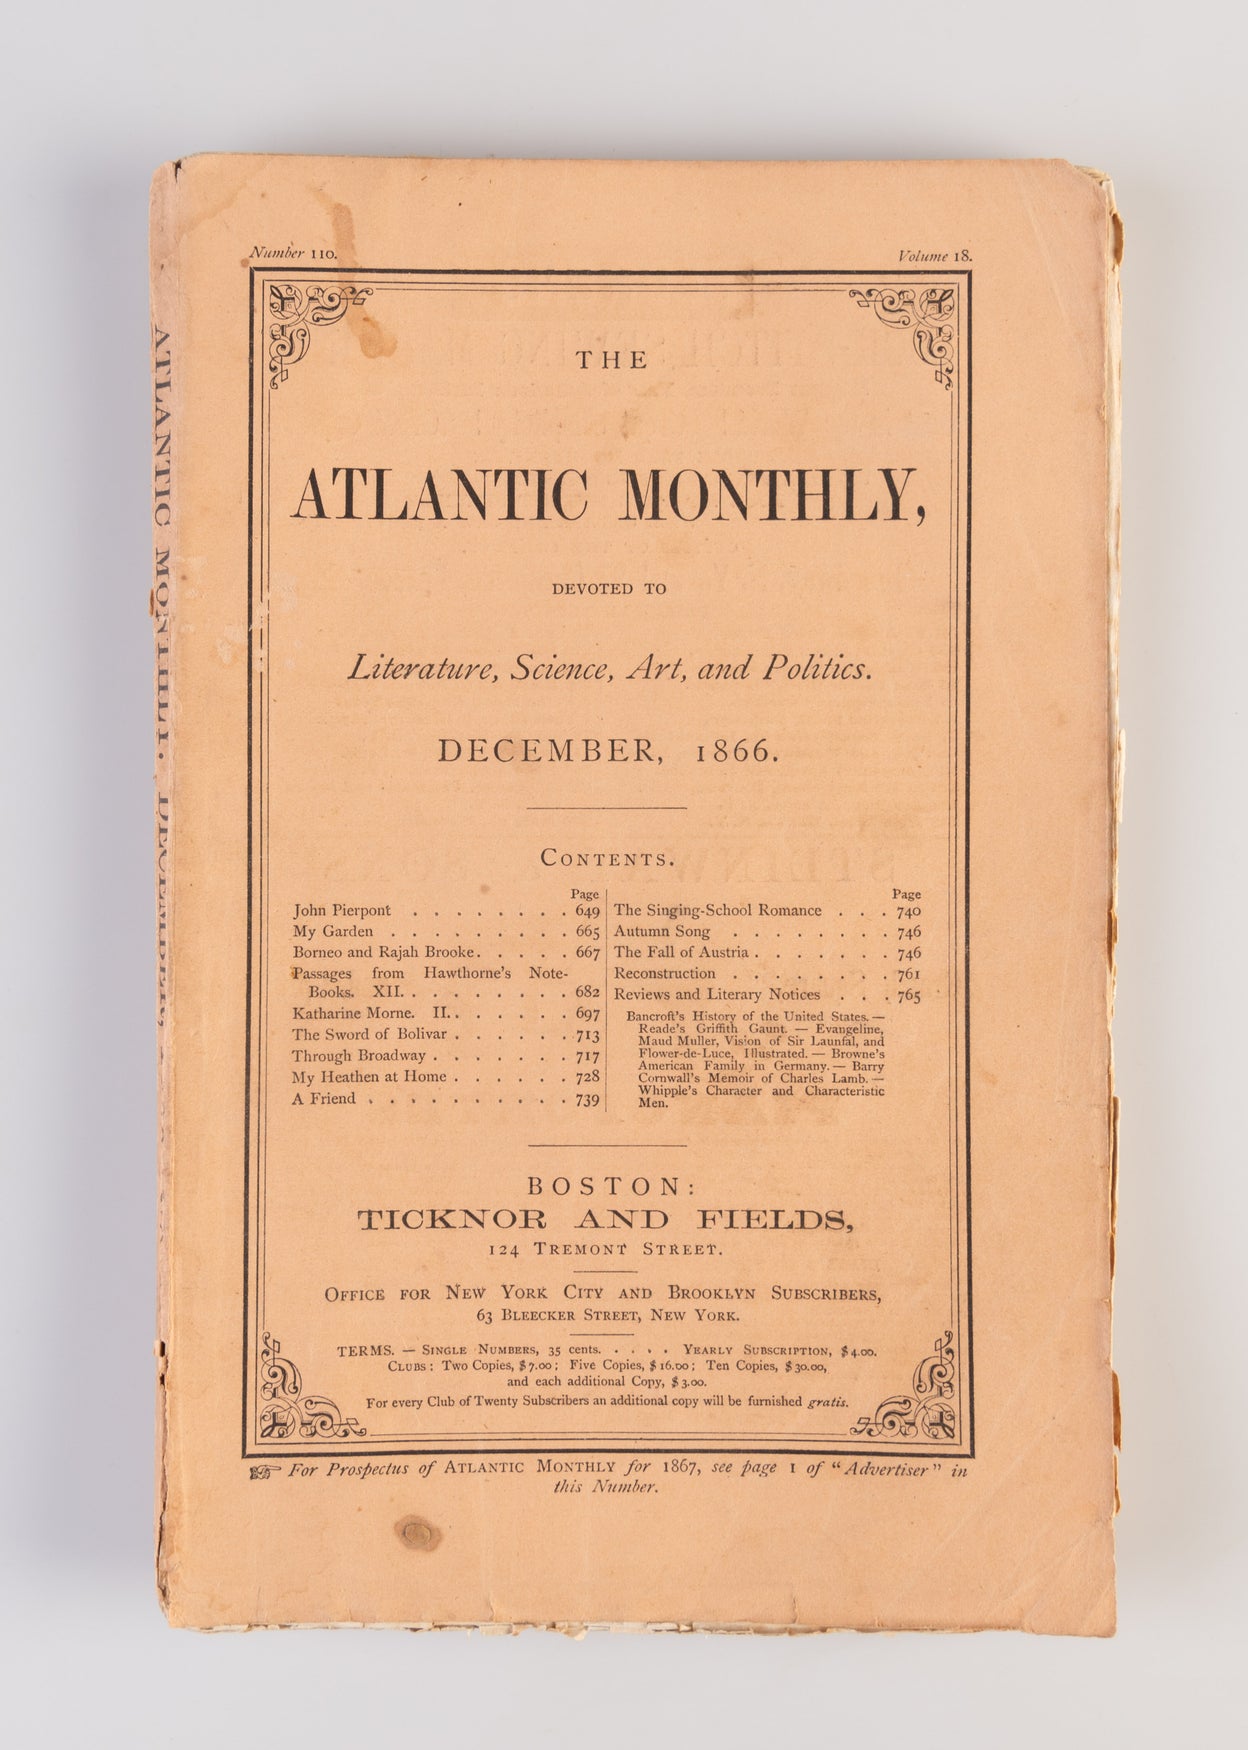 Number 110.
Volume 18.
THE
ATLANTIC MONTHLY,
DEVOTED TO
Literature, Science, Art, and Politics.
DECEMBER, 1866.
CONTENTS.
Page
John Pierpont . . . . . . . . 649
My Garden . . . . . . . . . 665
Borneo and Rajah Brooke . . . . . 667
Passages from Hawthorne's Note-
Books. XII. . . . . . . . . 682
Katharine Morne. II. . . . . . . 697
The Sword of Bolivar . . . . . . 713
Through Broadway . . . . . . . 717
My Heathen at Home . . . . . . 728
A Friend . . . . . . . . . . 739
Page
The Singing-School Romance . . . 740
Autumn Song . . . . . . . . 746
The Fall of Austria . . . . . . . 746
Reconstruction . . . . . . . . 761
Reviews and Literary Notices . . . 765
Bancroft's History of the United States. —
Reade's Griffith Gaunt. — Evangeline,
Maud Muller, Vision of Sir Launfal, and
Flower-de-Luce, Illustrated. — Browne's
American Family in Germany. — Barry
Cornwall's Memoir of Charles Lamb. —
Whipple's Character and Characteristic
Men.
BOSTON:
TICKNOR AND FIELDS,
124 TREMONT STREET.
OFFICE FOR NEW YORK CITY AND BROOKLYN SUBSCRIBERS,
63 BLEECKER STREET, NEW YORK.
TERMS. — SINGLE NUMBERS, 35 cents. . . . . YEARLY SUBSCRIPTION, $4.00.
CLUBS: Two Copies, $7.00; Five Copies, $16.00; Ten Copies, $30.00,
and each additional Copy, $3.00.
For every Club of Twenty Subscribers an additional copy will be furnished gratis.
☞ For Prospectus of ATLANTIC MONTHLY for 1867, see page 1 of "Advertiser" in
this Number.
ATLANTIC MONTHLY. DECEMBER,